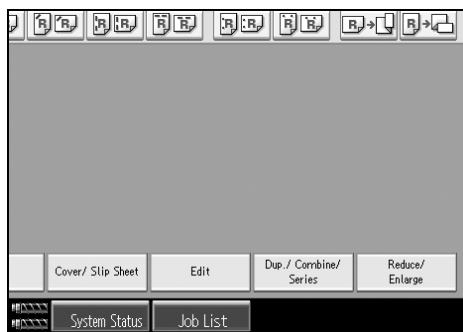 R R R R R R R R R R R R
Cover/ Slip Sheet Edit Dup./ Combine/
Series Reduce/
Enlarge
System Status Job List